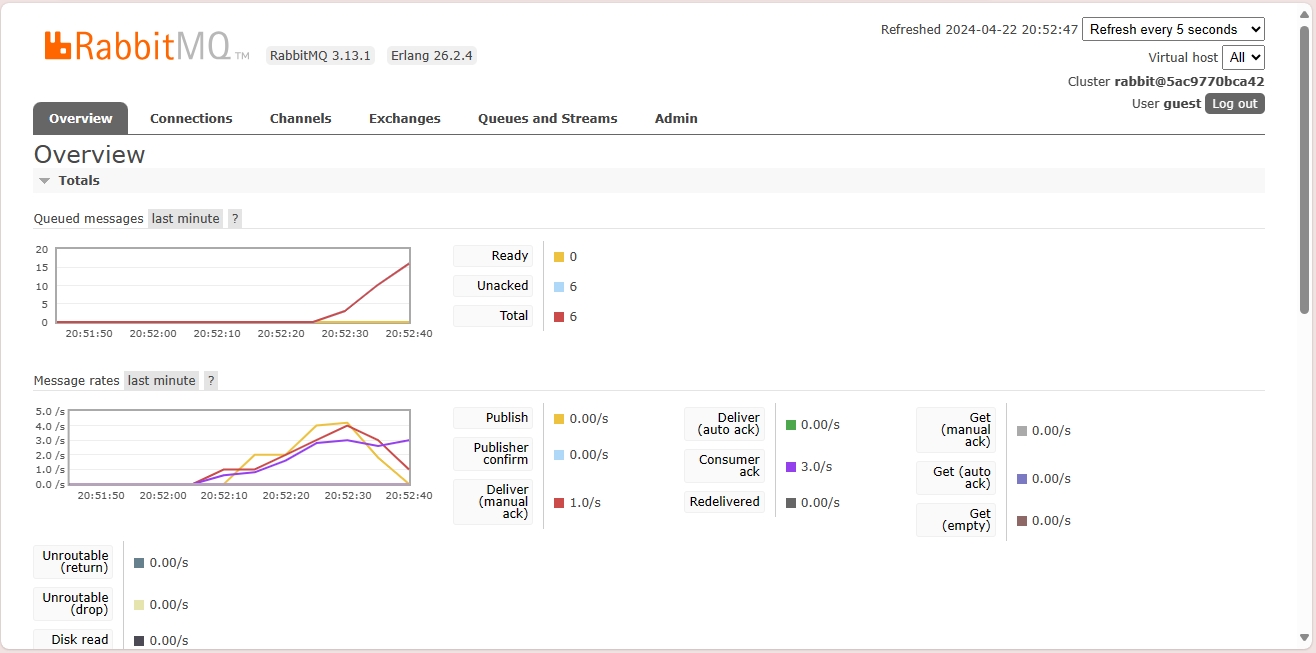 RabbitMQ TM RabbitMQ 3.13.1 Erlang 26.2.4
Refreshed 2024-04-22 20:52:47 Refresh every 5 seconds
Virtual host All
Cluster rabbit@5ac9770bca42
User guest Log out
Overview Connections Channels Exchanges Queues and Streams Admin
Overview
Totals
Queued messages last minute ?
20
15
10
5
0
20:51:50 20:52:00 20:52:10 20:52:20 20:52:30 20:52:40
Ready 0
Unacked 6
Total 6
Message rates last minute ?
5.0 /s
4.0 /s
3.0 /s
2.0 /s
1.0 /s
0.0 /s
20:51:50 20:52:00 20:52:10 20:52:20 20:52:30 20:52:40
Publish 0.00/s
Publisher
confirm 0.00/s
Deliver
(manual
ack) 1.0/s
Deliver
(auto ack) 0.00/s
Consumer
ack 3.0/s
Redelivered 0.00/s
Get
(manual
ack) 0.00/s
Get (auto
ack) 0.00/s
Get
(empty) 0.00/s
Unroutable
(return) 0.00/s
Unroutable
(drop) 0.00/s
Disk read 0.00/s